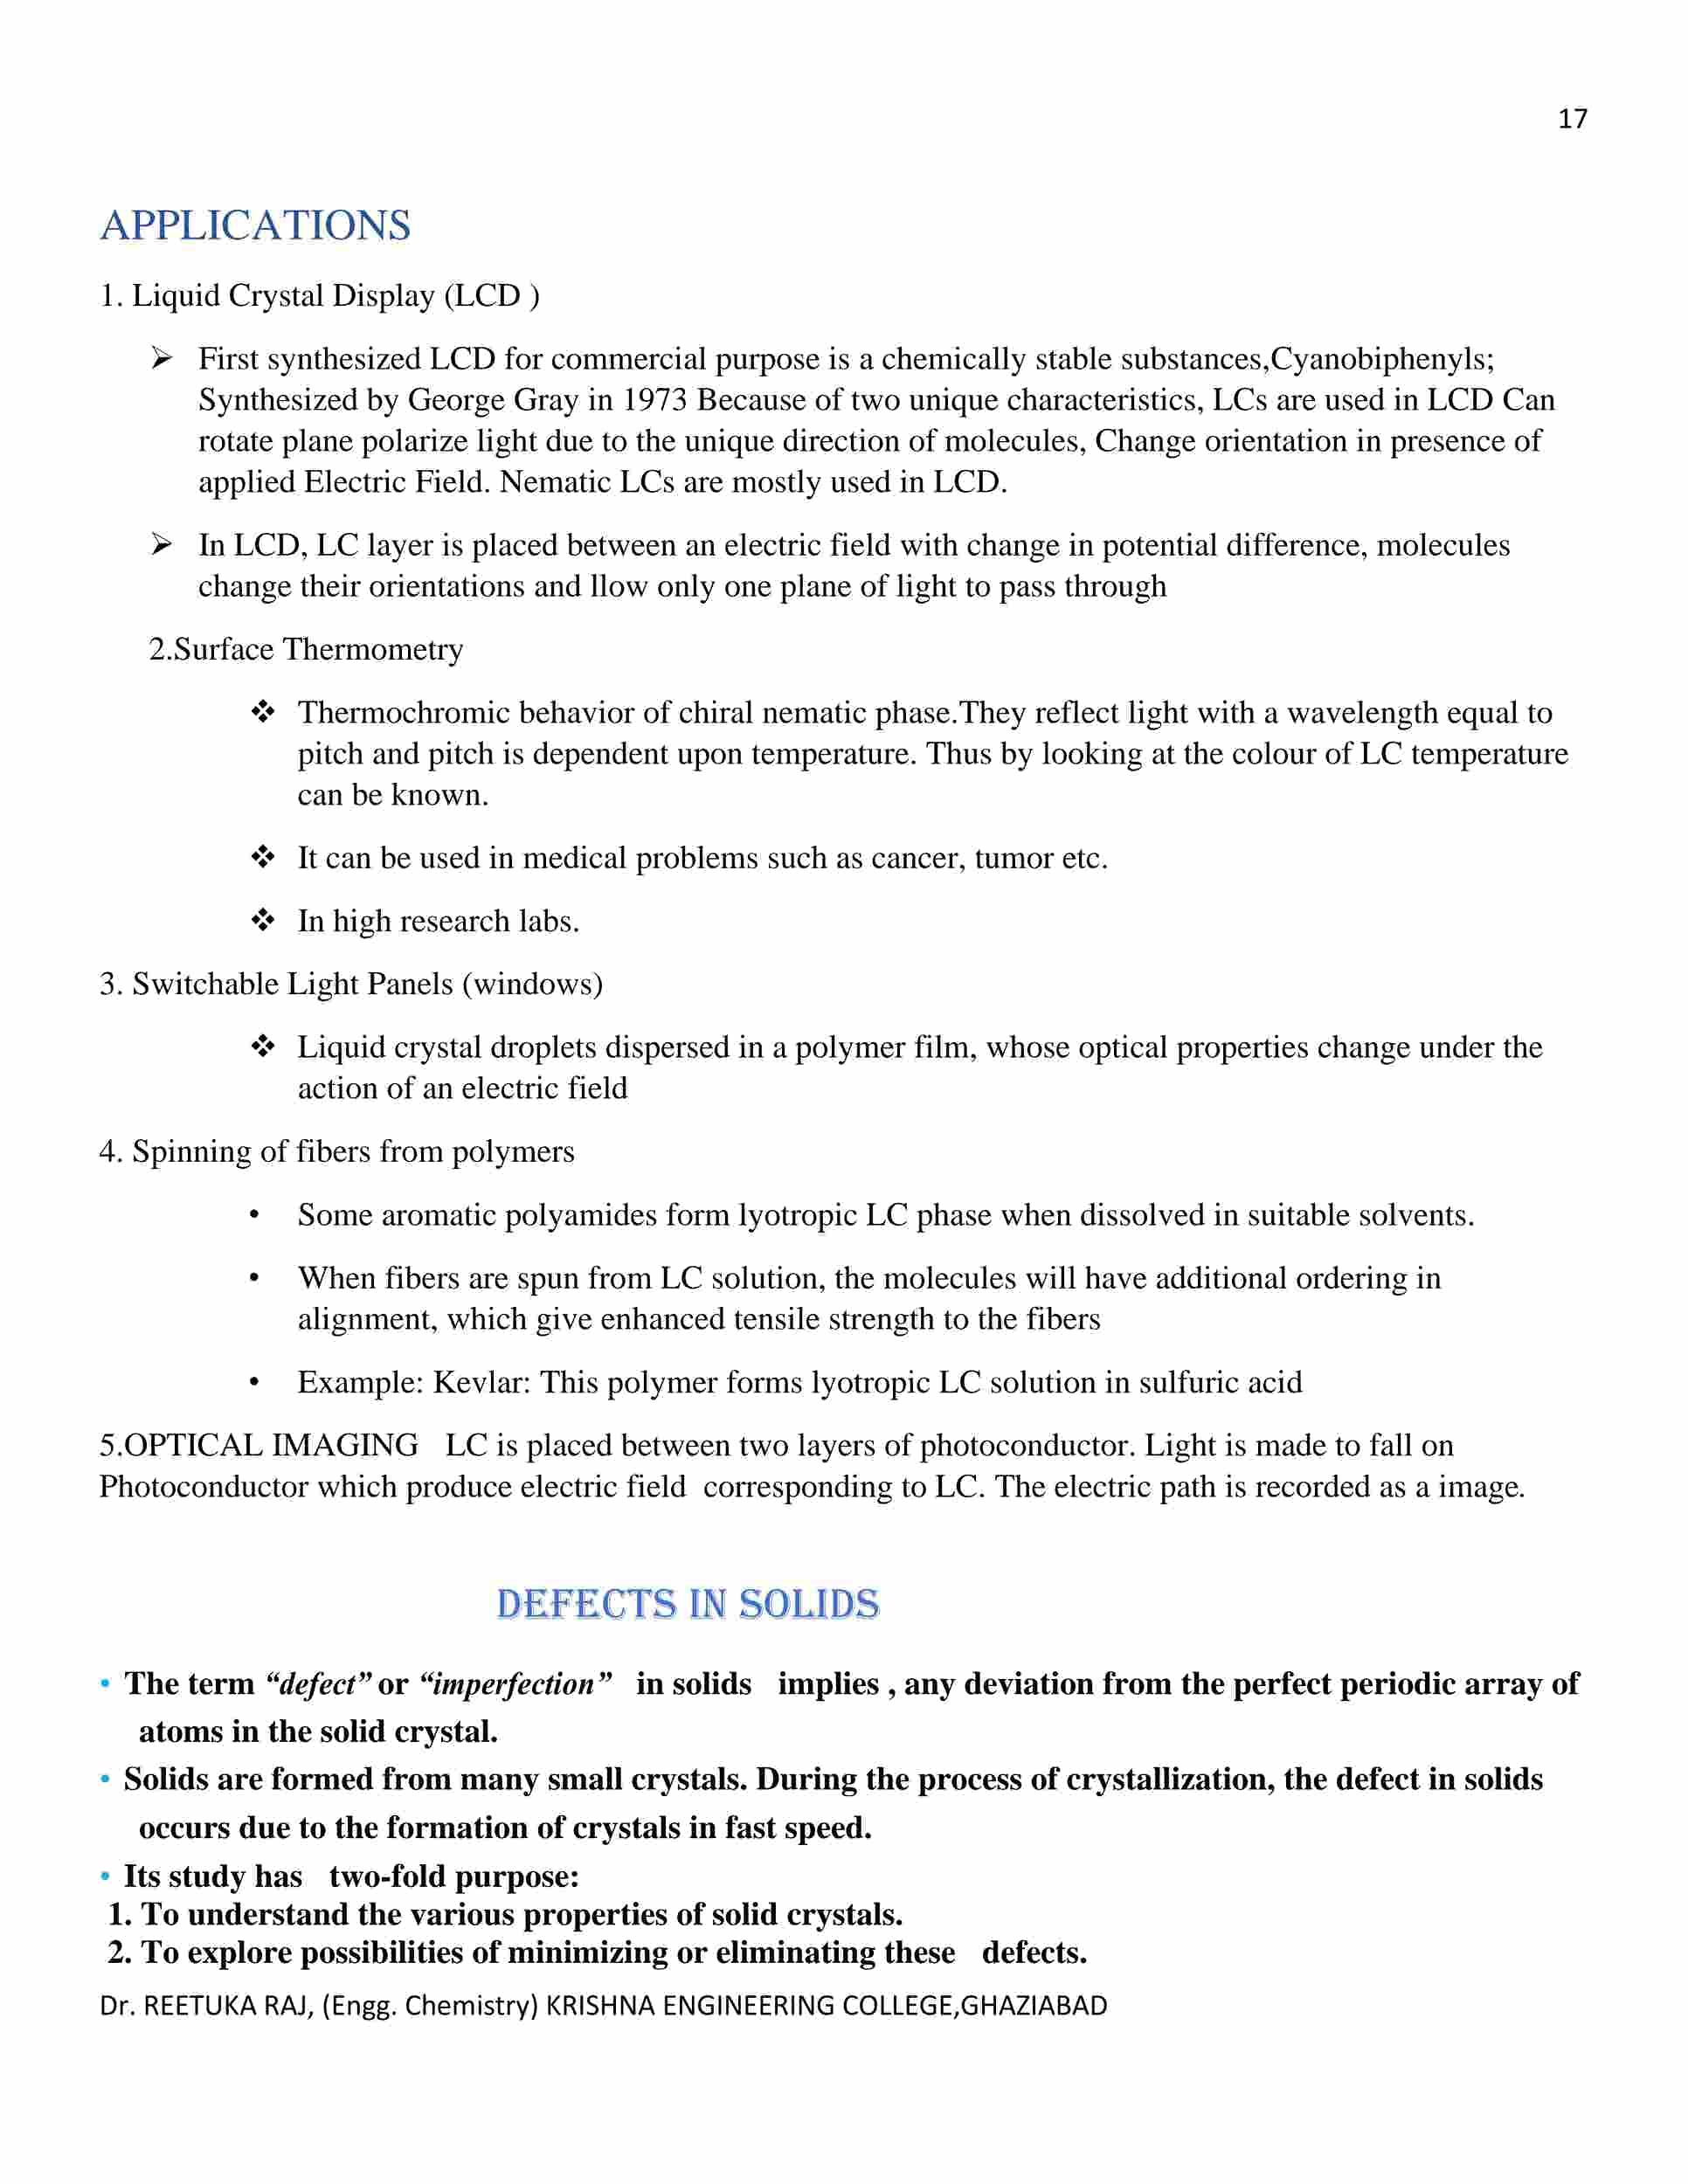 17
APPLICATIONS
1. Liquid Crystal Display (LCD )
➢ First synthesized LCD for commercial purpose is a chemically stable substances,Cyanobiphenyls;
Synthesized by George Gray in 1973 Because of two unique characteristics, LCs are used in LCD Can
rotate plane polarize light due to the unique direction of molecules, Change orientation in presence of
applied Electric Field. Nematic LCs are mostly used in LCD.
➢ In LCD, LC layer is placed between an electric field with change in potential difference, molecules
change their orientations and llow only one plane of light to pass through
2.Surface Thermometry
❖ Thermochromic behavior of chiral nematic phase.They reflect light with a wavelength equal to
pitch and pitch is dependent upon temperature. Thus by looking at the colour of LC temperature
can be known.
❖ It can be used in medical problems such as cancer, tumor etc.
❖ In high research labs.
3. Switchable Light Panels (windows)
❖ Liquid crystal droplets dispersed in a polymer film, whose optical properties change under the
action of an electric field
4. Spinning of fibers from polymers
• Some aromatic polyamides form lyotropic LC phase when dissolved in suitable solvents.
• When fibers are spun from LC solution, the molecules will have additional ordering in
alignment, which give enhanced tensile strength to the fibers
• Example: Kevlar: This polymer forms lyotropic LC solution in sulfuric acid
5.OPTICAL IMAGING LC is placed between two layers of photoconductor. Light is made to fall on
Photoconductor which produce electric field corresponding to LC. The electric path is recorded as a image.
DEFECTS IN SOLIDS
• The term “defect” or “imperfection” in solids implies , any deviation from the perfect periodic array of
atoms in the solid crystal.
• Solids are formed from many small crystals. During the process of crystallization, the defect in solids
occurs due to the formation of crystals in fast speed.
• Its study has two-fold purpose:
1. To understand the various properties of solid crystals.
2. To explore possibilities of minimizing or eliminating these defects.
Dr. REETUKA RAJ, (Engg. Chemistry) KRISHNA ENGINEERING COLLEGE,GHAZIABAD